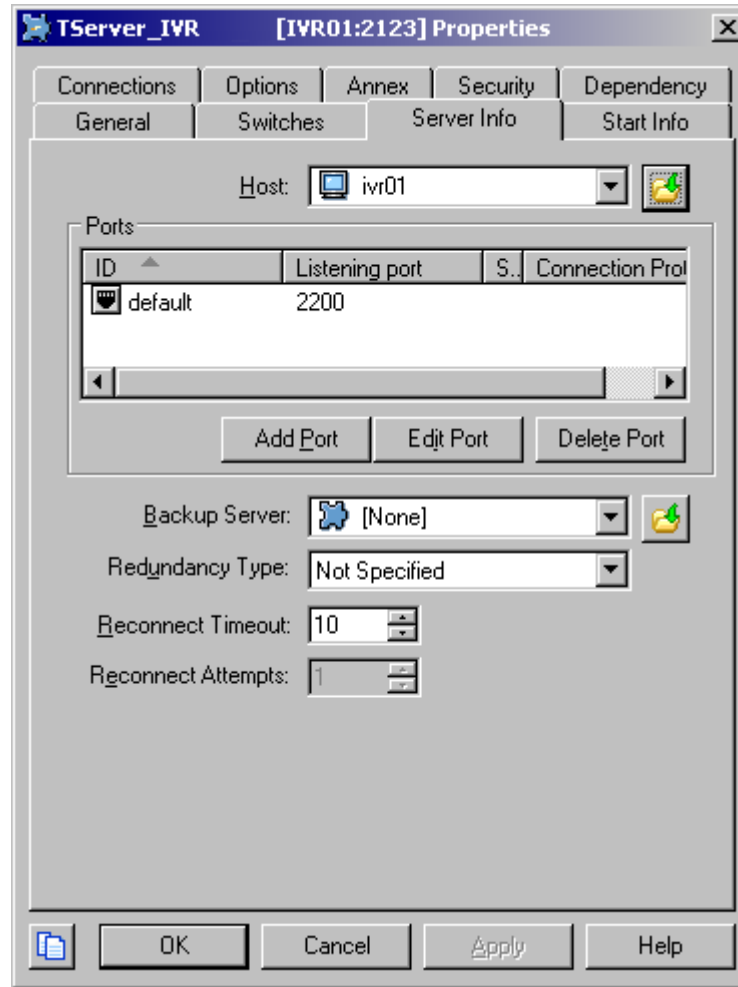 TServer_IVR [IVR01:2123] Properties
Connections Options Annex Security Dependency
General Switches Server Info Start Info
Host: ivr01
Ports
ID Listening port S.. Connection Prot
default 2200
Add Port Edit Port Delete Port
Backup Server: [None]
Redundancy Type: Not Specified
Reconnect Timeout: 10
Reconnect Attempts: 1
OK Cancel Apply Help